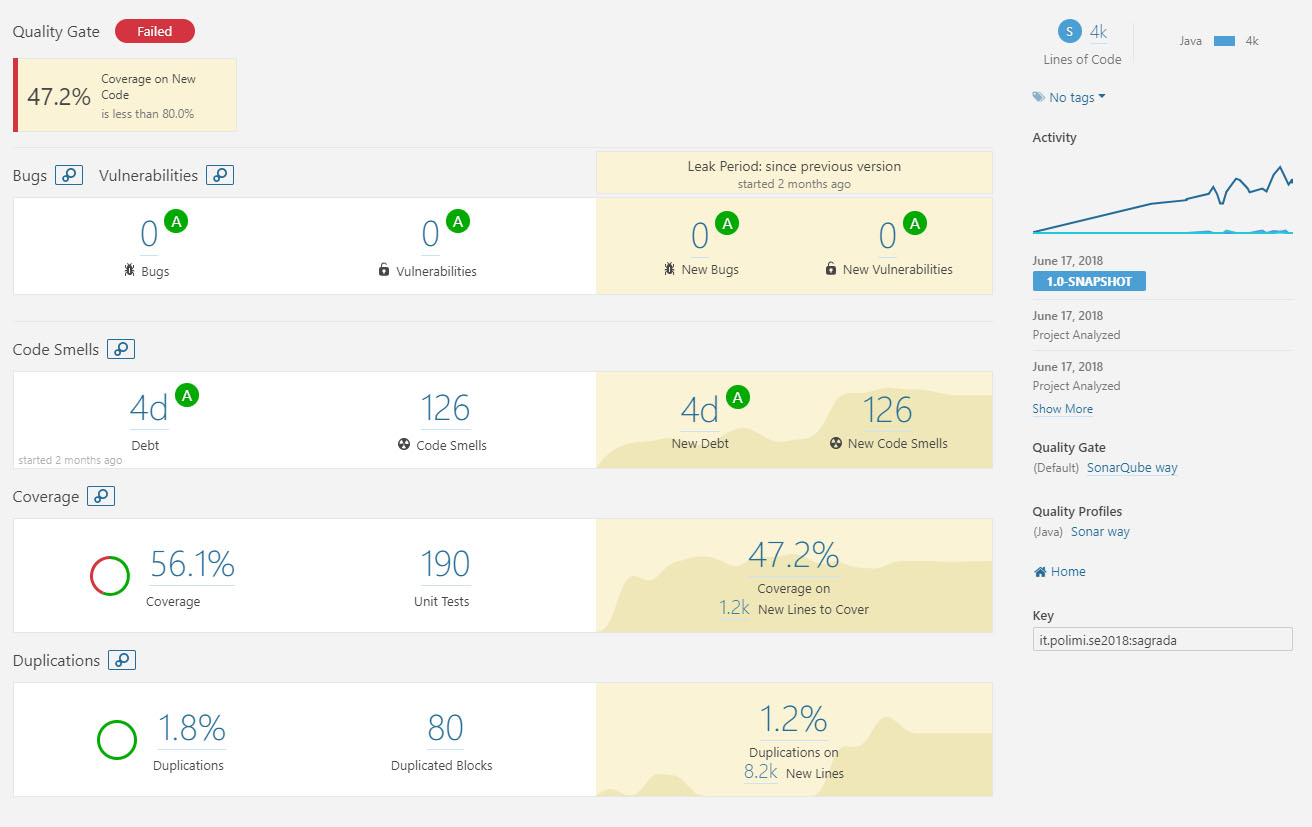 Quality Gate Failed
47.2% Coverage on New
Code
is less than 80.0%
Bugs Vulnerabilities
Leak Period: since previous version
started 2 months ago
0 A
Bugs
0 A
Vulnerabilities
0 A
New Bugs
0 A
New Vulnerabilities
Code Smells
4d A
Debt
started 2 months ago
126
Code Smells
4d A
New Debt
126
New Code Smells
Coverage
56.1%
Coverage
190
Unit Tests
47.2%
Coverage on
1.2k New Lines to Cover
Duplications
1.8%
Duplications
80
Duplicated Blocks
1.2%
Duplications on
8.2k New Lines
S 4k
Lines of Code
Java 4k
No tags
Activity
June 17, 2018
1.0-SNAPSHOT
June 17, 2018
Project Analyzed
June 17, 2018
Project Analyzed
Show More
Quality Gate
(Default) SonarQube way
Quality Profiles
(Java) Sonar way
Home
Key
it.polimi.se2018:sagrada